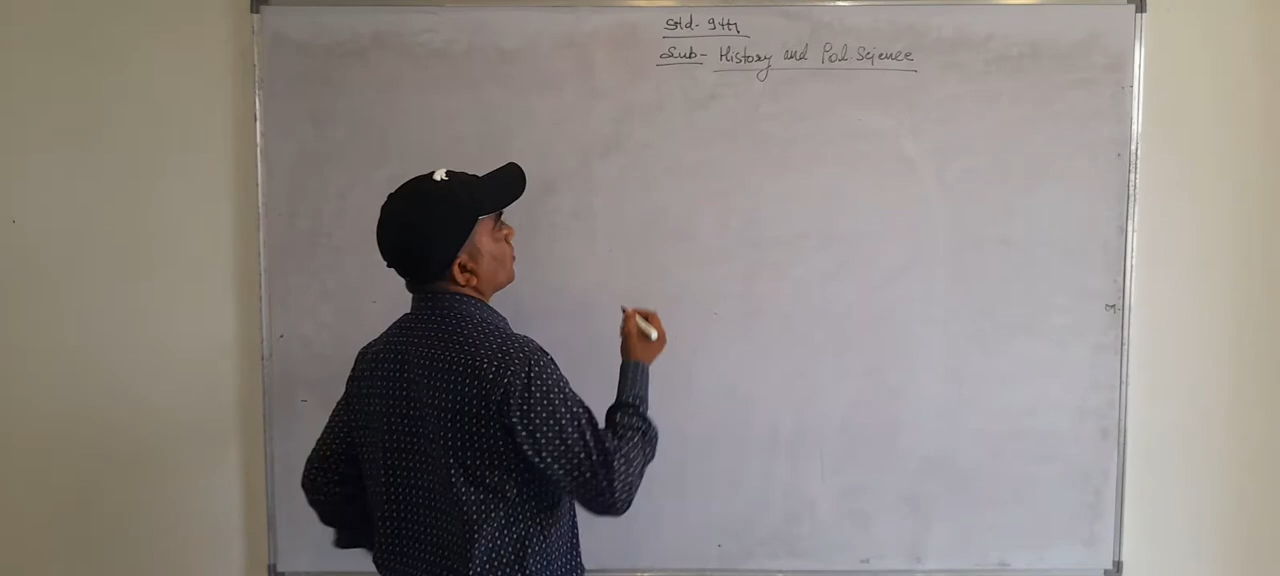 Std- 9th
Sub- History and Pol. Science